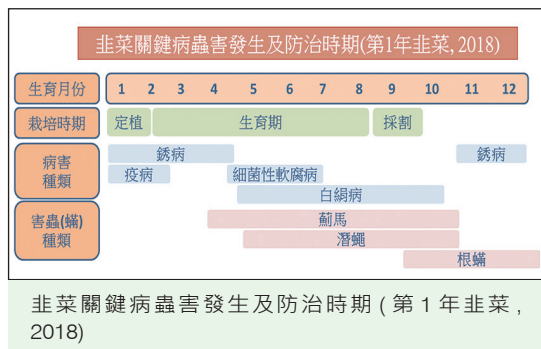 韭菜關鍵病蟲害發生及防治時期(第1年韭菜, 2018)
生育月份 1 2 3 4 5 6 7 8 9 10 11 12
栽培時期 定植 生育期 採割
病害
種類
銹病 銹病
疫病 細菌性軟腐病
白絹病
害蟲(蟎)
種類
薊馬
潛蠅
根蟎
韭菜關鍵病蟲害發生及防治時期(第1年韭菜,
2018)